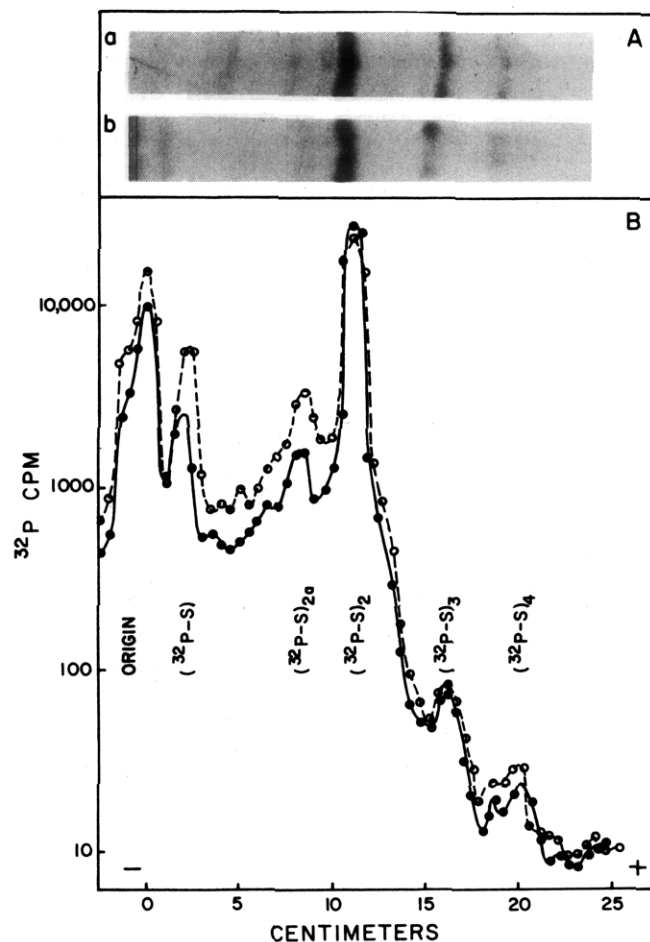 a
A
b
B
10,000
1000
100
10
32P CPM
ORIGIN
(32P-S)
(32P-S)2a
(32P-S)2
(32P-S)3
(32P-S)4
−
+
0
5
10
15
20
25
CENTIMETERS